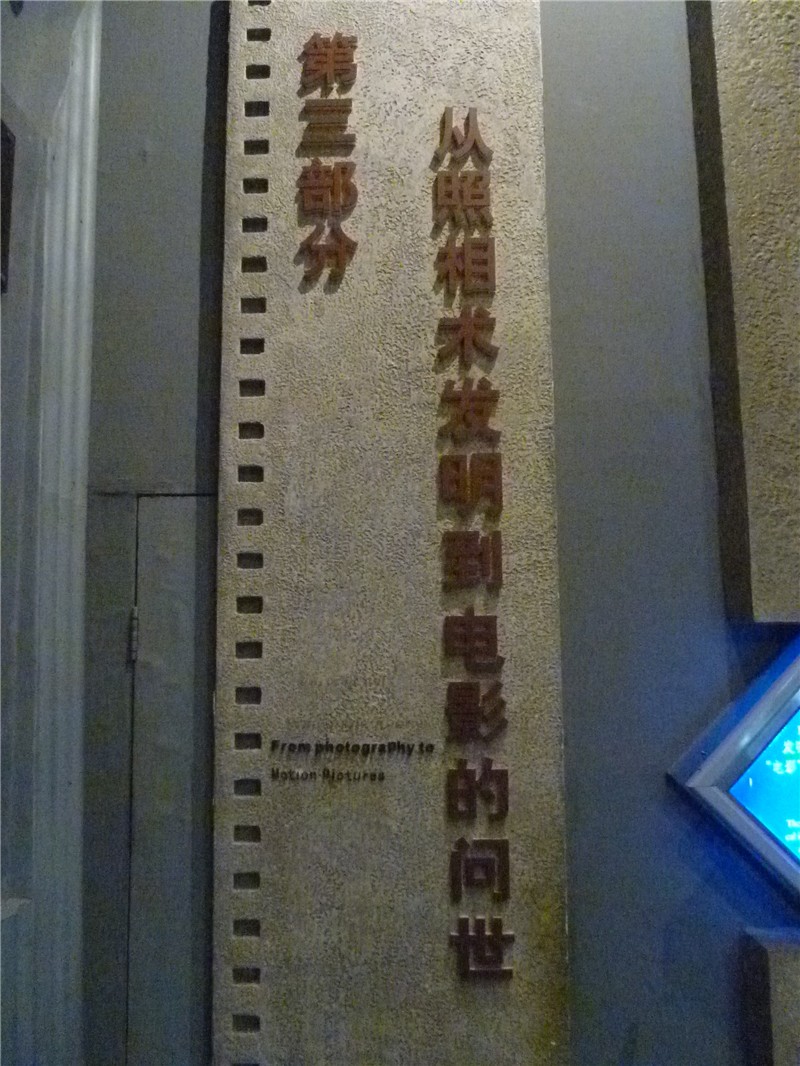 第三部分
从照相术发明到电影的问世
From photography to
Motion Pictures